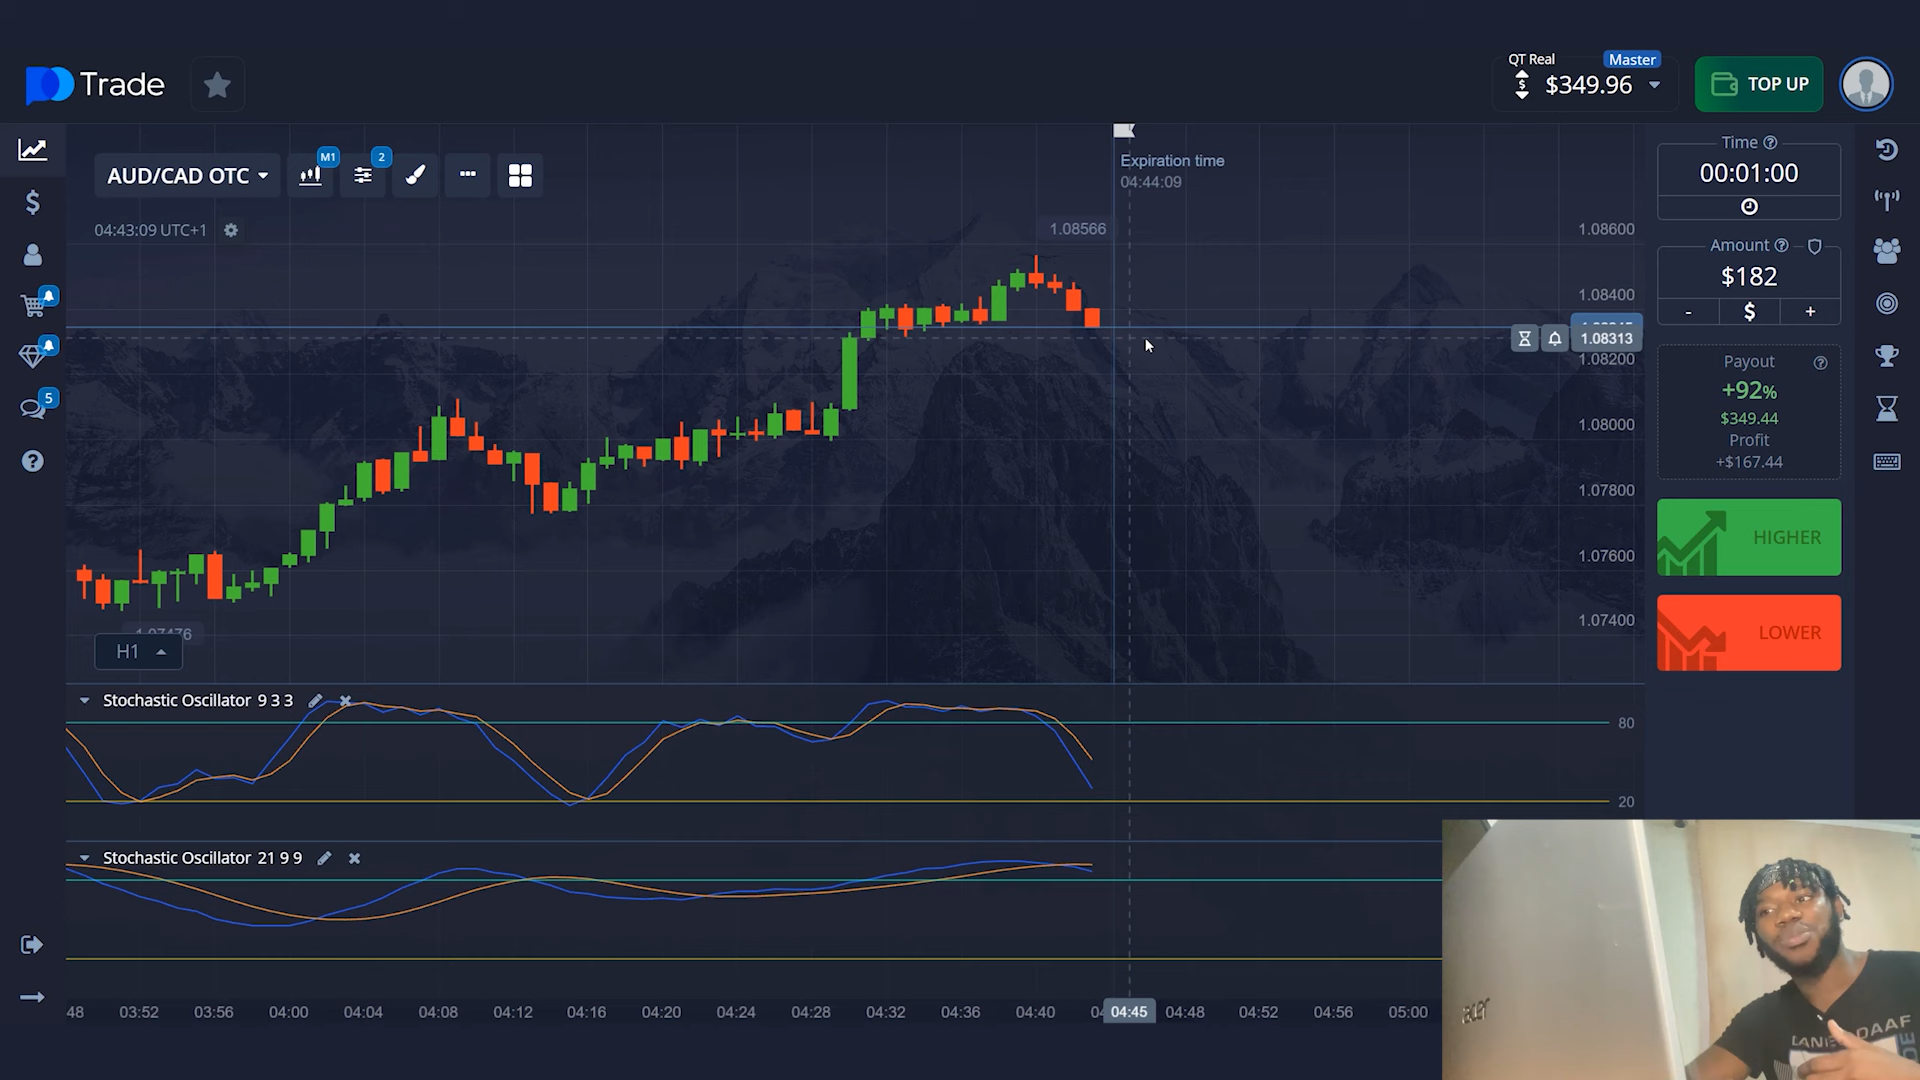 Trade
QT Real
Master
$349.96
TOP UP
AUD/CAD OTC
M1
2
04:43:09 UTC+1
Expiration time
04:44:09
1.08566
1.08600
1.08400
1.08313
1.08200
1.08000
1.07800
1.07600
1.07400
1.07476
H1
5
Time
00:01:00
Amount
$182
-
$
+
Payout
+92%
$349.44
Profit
+$167.44
HIGHER
LOWER
Stochastic Oscillator 9 3 3
80
20
Stochastic Oscillator 21 9 9
48
03:52
03:56
04:00
04:04
04:08
04:12
04:16
04:20
04:24
04:28
04:32
04:36
04:40
04:45
04:48
04:52
04:56
05:00
acer